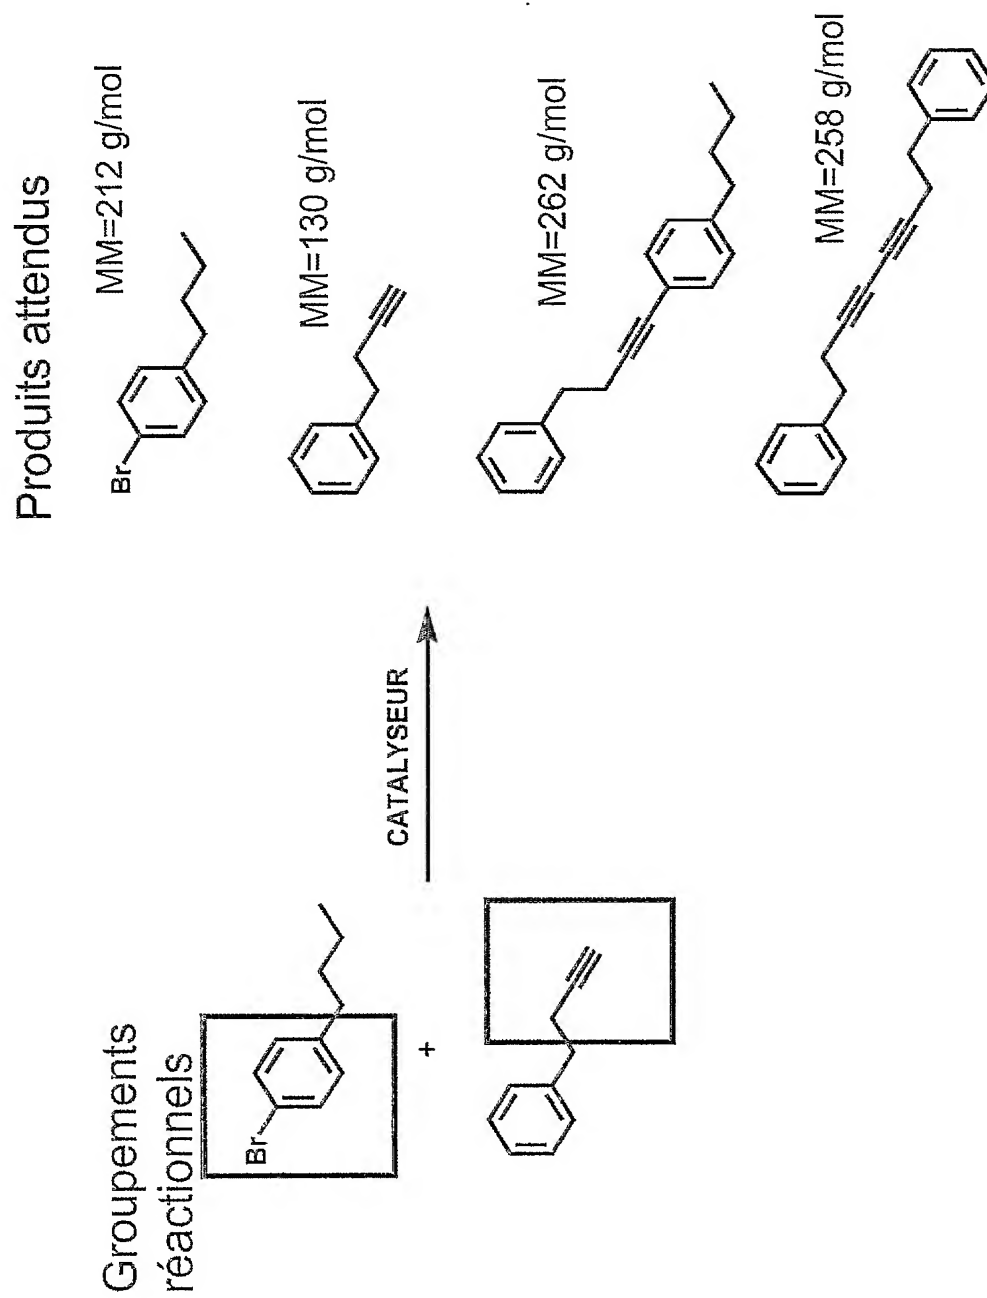 Groupements
réactionnels
Br
+
CATALYSEUR
Produits attendus
Br
MM=212 g/mol
MM=130 g/mol
MM=262 g/mol
MM=258 g/mol